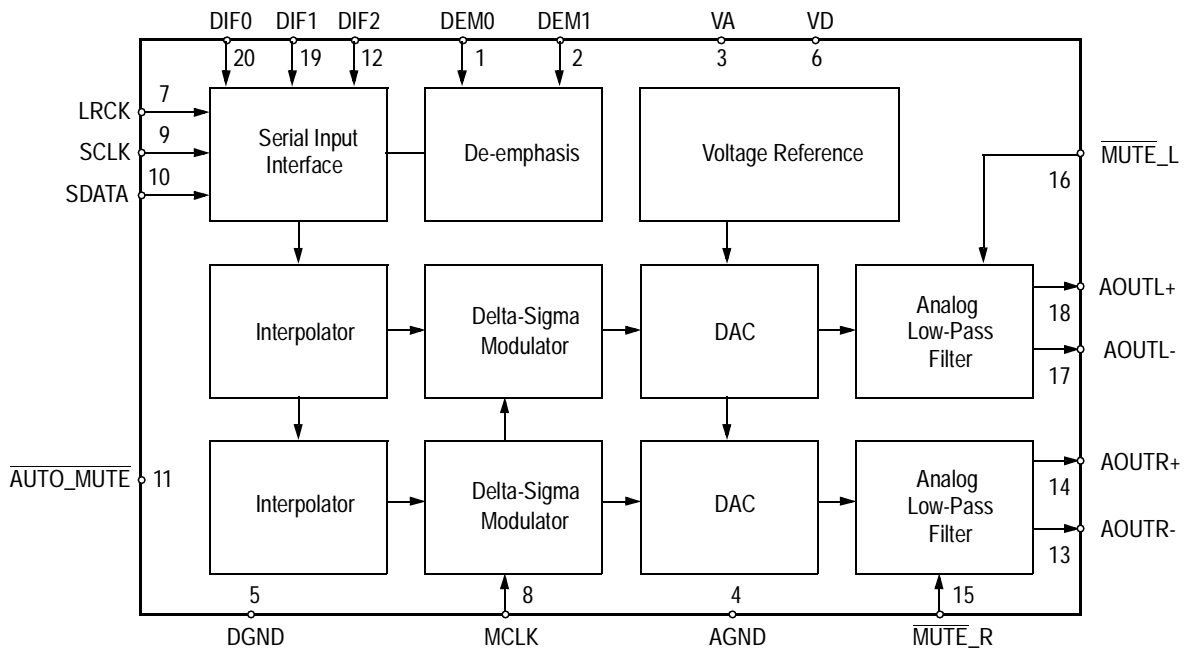 DIF0 DIF1 DIF2 DEM0 DEM1 VA VD
20 19 12 1 2 3 6
LRCK 7
SCLK 9
SDATA 10
Serial Input
Interface
De-emphasis
Voltage Reference
MUTE_L
16
Interpolator
Delta-Sigma
Modulator
DAC
Analog
Low-Pass
Filter
AOUTL+
18
AOUTL-
17
AUTO_MUTE 11
Interpolator
Delta-Sigma
Modulator
DAC
Analog
Low-Pass
Filter
AOUTR+
14
AOUTR-
13
5 8 4 15
DGND MCLK AGND MUTE_R